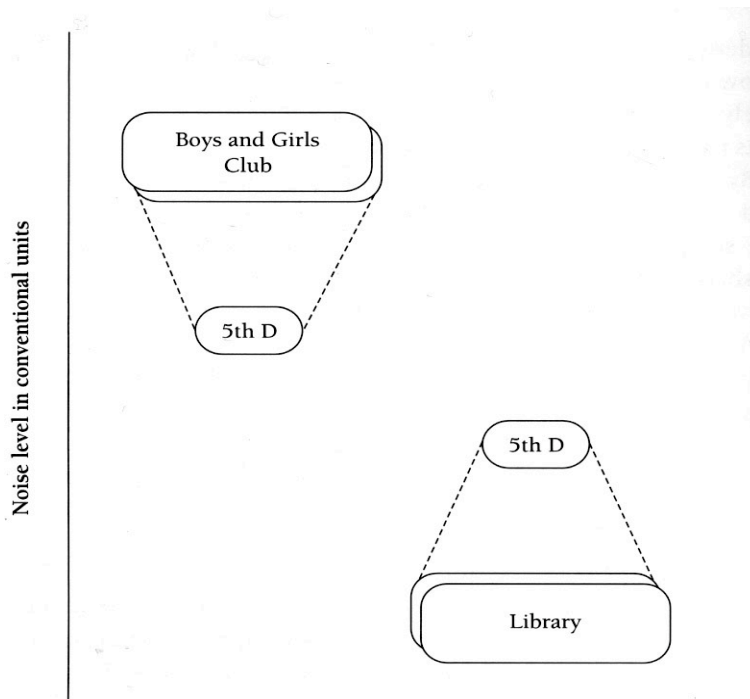 Noise level in conventional units
Boys and Girls
Club
5th D
5th D
Library